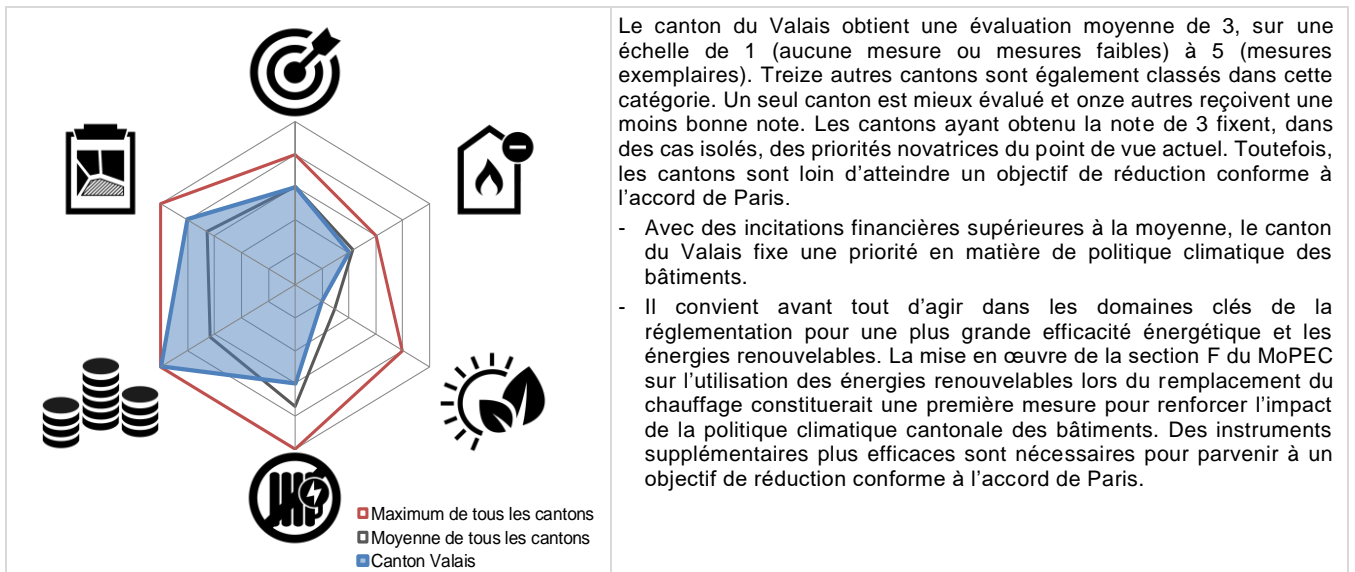 Le canton du Valais obtient une évaluation moyenne de 3, sur une
échelle de 1 (aucune mesure ou mesures faibles) à 5 (mesures
exemplaires). Treize autres cantons sont également classés dans cette
catégorie. Un seul canton est mieux évalué et onze autres reçoivent une
moins bonne note. Les cantons ayant obtenu la note de 3 fixent, dans
des cas isolés, des priorités novatrices du point de vue actuel. Toutefois,
les cantons sont loin d'atteindre un objectif de réduction conforme à
l'accord de Paris.
- Avec des incitations financières supérieures à la moyenne, le canton
du Valais fixe une priorité en matière de politique climatique des
bâtiments.
- Il convient avant tout d'agir dans les domaines clés de la
réglementation pour une plus grande efficacité énergétique et les
énergies renouvelables. La mise en œuvre de la section F du MoPEC
sur l'utilisation des énergies renouvelables lors du remplacement du
chauffage constituerait une première mesure pour renforcer l'impact
de la politique climatique cantonale des bâtiments. Des instruments
supplémentaires plus efficaces sont nécessaires pour parvenir à un
objectif de réduction conforme à l'accord de Paris.
Maximum de tous les cantons
Moyenne de tous les cantons
Canton Valais